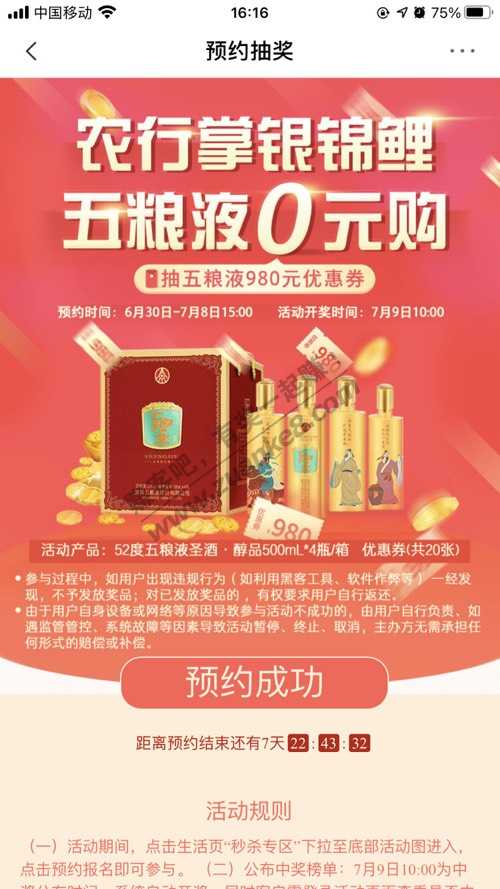 中国移动
16:16
75%
预约抽奖
农行掌银锦鲤
五粮液0元购
抽五粮液980元优惠券
预约时间：6月30日-7月8日15:00 活动开奖时间：7月9日10:00
980
980
优惠券
980
活动产品：52度五粮液圣酒·醇品500mL*4瓶/箱 优惠券(共20张)
• 参与过程中，如用户出现违规行为（如利用黑客工具、软件作弊等）一经发
现，不予发放奖品；对已发放奖品的，有权要求用户自行返还。
• 由于用户自身设备或网络等原因导致参与活动不成功的，由用户自行负责、如
遇监管管控、系统故障等因素导致活动暂停、终止、取消，主办方无需承担任
何形式的赔偿或补偿。
预约成功
距离预约结束还有7天 22 : 43 : 32
活动规则
（一）活动期间，点击生活页“秒杀专区”下拉至底部活动图进入，
点击预约报名即可参与。 （二）公布中奖榜单：7月9日10:00为中